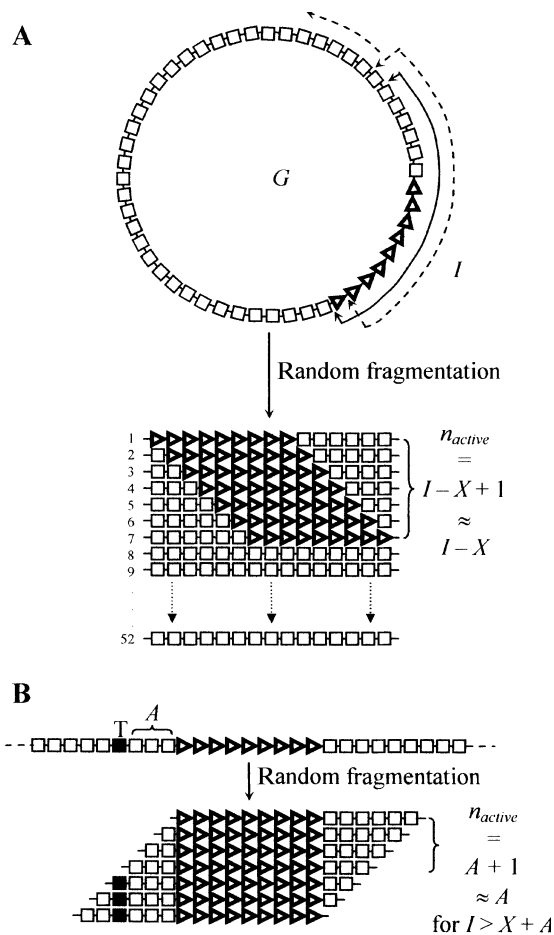 A
G
I
Random fragmentation
1
2
3
4
5
6
7
8
9
52
n_active
=
I – X + 1
≈
I – X
B
T
A
Random fragmentation
n_active
=
A + 1
≈ A
for I > X + A